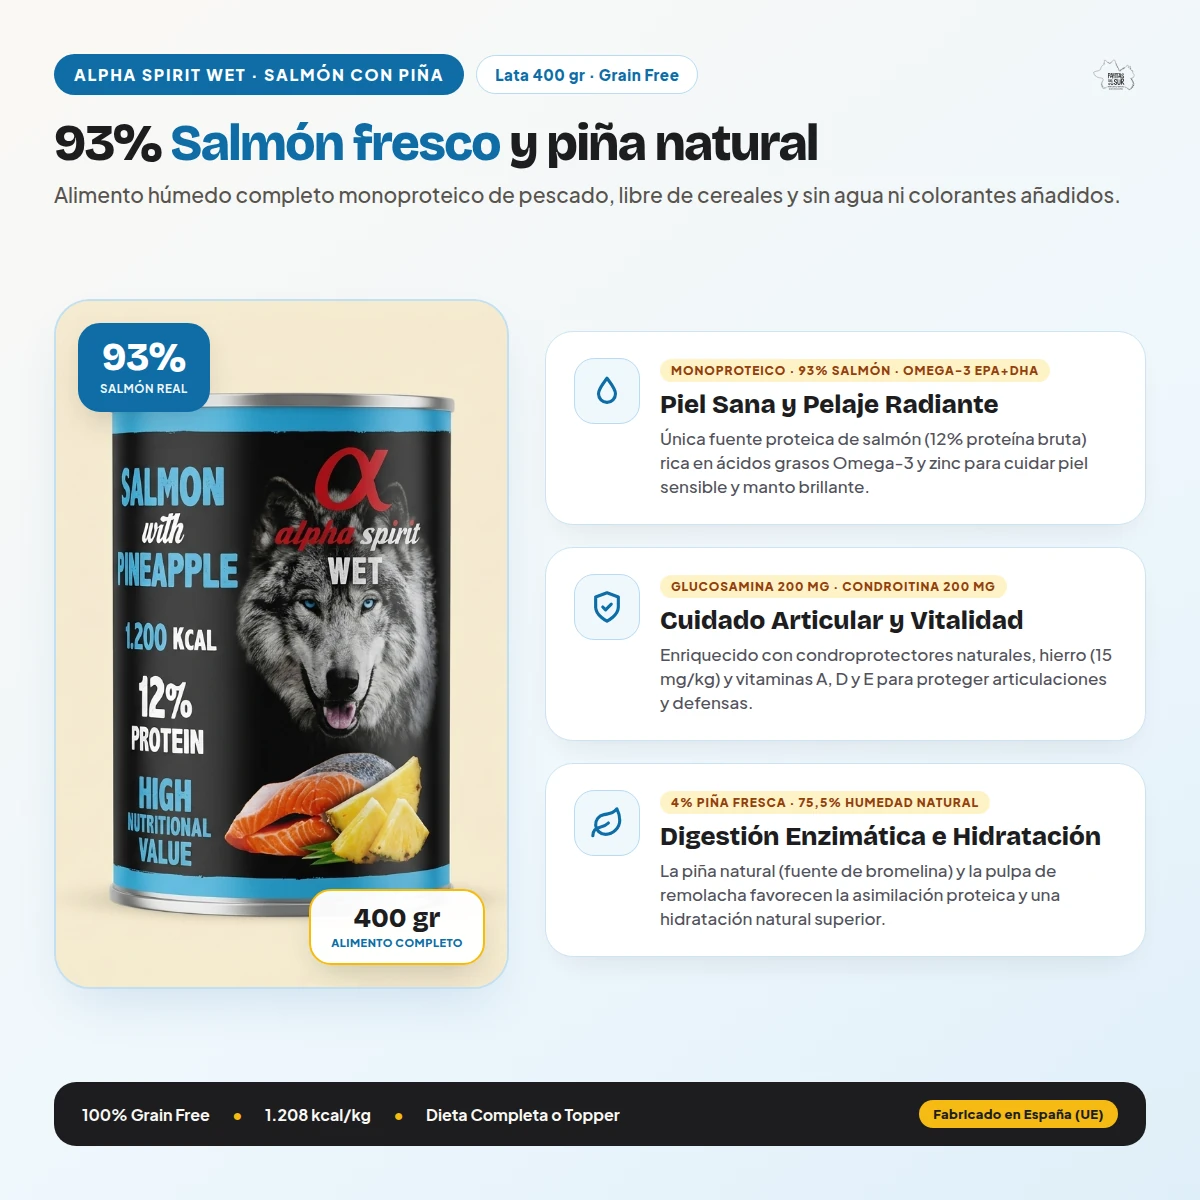 ALPHA SPIRIT WET · SALMÓN CON PIÑA
Lata 400 gr · Grain Free
93% Salmón fresco y piña natural
Alimento húmedo completo monoproteico de pescado, libre de cereales y sin agua ni colorantes añadidos.
93%
SALMÓN REAL
SALMON
with
PINEAPPLE
1.200 KCAL
12%
PROTEIN
HIGH
NUTRITIONAL
VALUE
α
alpha spirit
WET
400 gr
ALIMENTO COMPLETO
MONOPROTEICO · 93% SALMÓN · OMEGA-3 EPA+DHA
Piel Sana y Pelaje Radiante
Única fuente proteica de salmón (12% proteína bruta)
rica en ácidos grasos Omega-3 y zinc para cuidar piel
sensible y manto brillante.
GLUCOSAMINA 200 MG · CONDROITINA 200 MG
Cuidado Articular y Vitalidad
Enriquecido con condroprotectores naturales, hierro (15
mg/kg) y vitaminas A, D y E para proteger articulaciones
y defensas.
4% PIÑA FRESCA · 75,5% HUMEDAD NATURAL
Digestión Enzimática e Hidratación
La piña natural (fuente de bromelina) y la pulpa de
remolacha favorecen la asimilación proteica y una
hidratación natural superior.
100% Grain Free • 1.208 kcal/kg • Dieta Completa o Topper
Fabricado en España (UE)